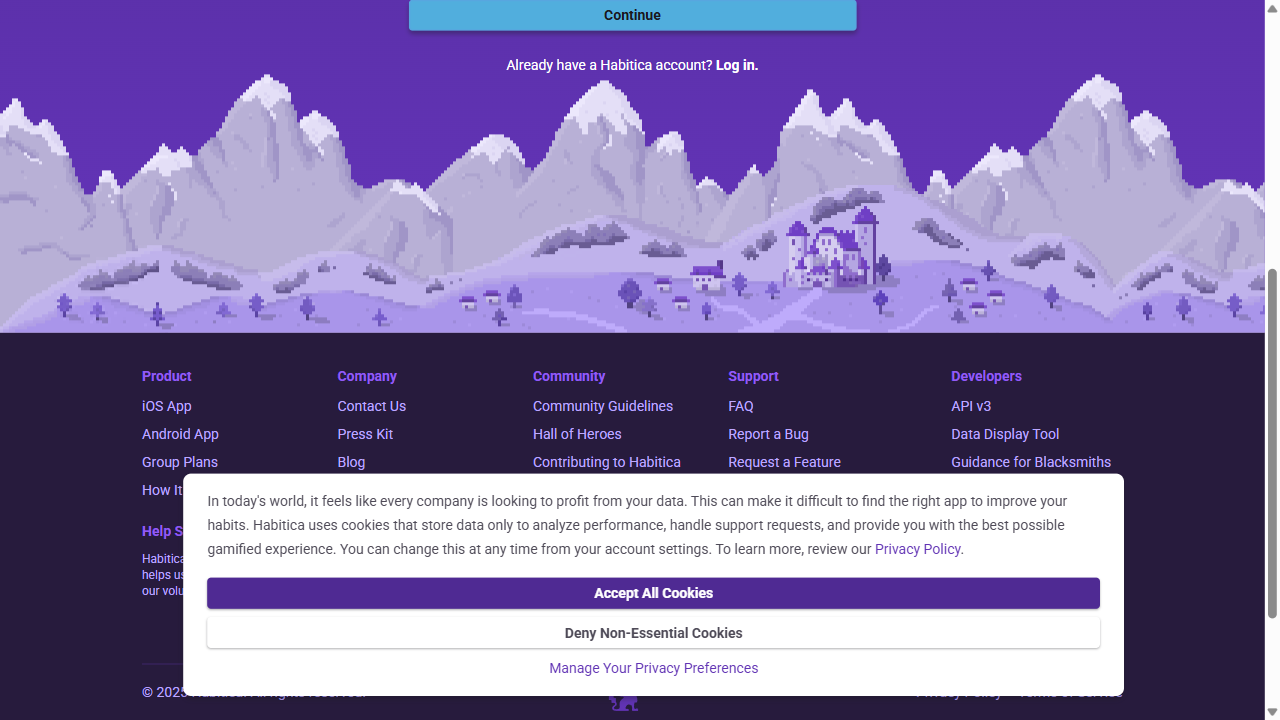 Continue
Already have a Habitica account? Log in.
Product
iOS App
Android App
Group Plans
How It
Company
Contact Us
Press Kit
Blog
Community
Community Guidelines
Hall of Heroes
Contributing to Habitica
Support
FAQ
Report a Bug
Request a Feature
Developers
API v3
Data Display Tool
Guidance for Blacksmiths
Help
Habitica
helps
our
In today's world, it feels like every company is looking to profit from your data. This can make it difficult to find the right app to improve your
habits. Habitica uses cookies that store data only to analyze performance, handle support requests, and provide you with the best possible
gamified experience. You can change this at any time from your account settings. To learn more, review our Privacy Policy.
Accept All Cookies
Deny Non-Essential Cookies
Manage Your Privacy Preferences
©